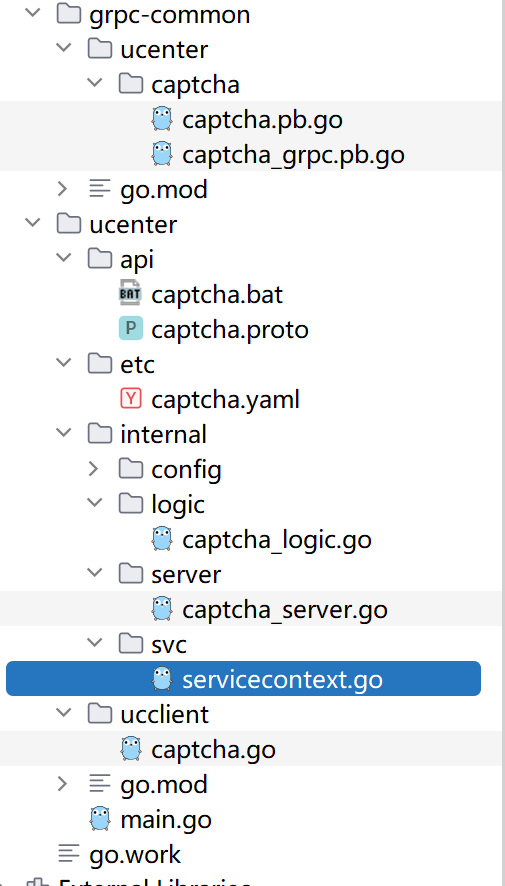 grpc-common
ucenter
captcha
captcha.pb.go
captcha_grpc.pb.go
go.mod
ucenter
api
BAT captcha.bat
P captcha.proto
etc
Y captcha.yaml
internal
config
logic
captcha_logic.go
server
captcha_server.go
svc
servicecontext.go
ucclient
captcha.go
go.mod
main.go
go.work
External Libraries